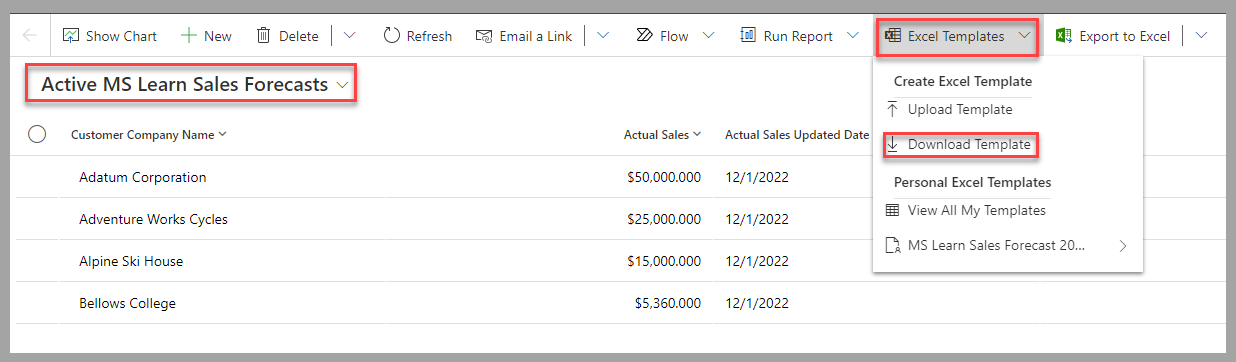 Show Chart New Delete Refresh Email a Link Flow Run Report Excel Templates Export to Excel
Active MS Learn Sales Forecasts
Create Excel Template
Upload Template
Download Template
Personal Excel Templates
View All My Templates
MS Learn Sales Forecast 20...
Customer Company Name Actual Sales Actual Sales Updated Date
Adatum Corporation $50,000.000 12/1/2022
Adventure Works Cycles $25,000.000 12/1/2022
Alpine Ski House $15,000.000 12/1/2022
Bellows College $5,360.000 12/1/2022